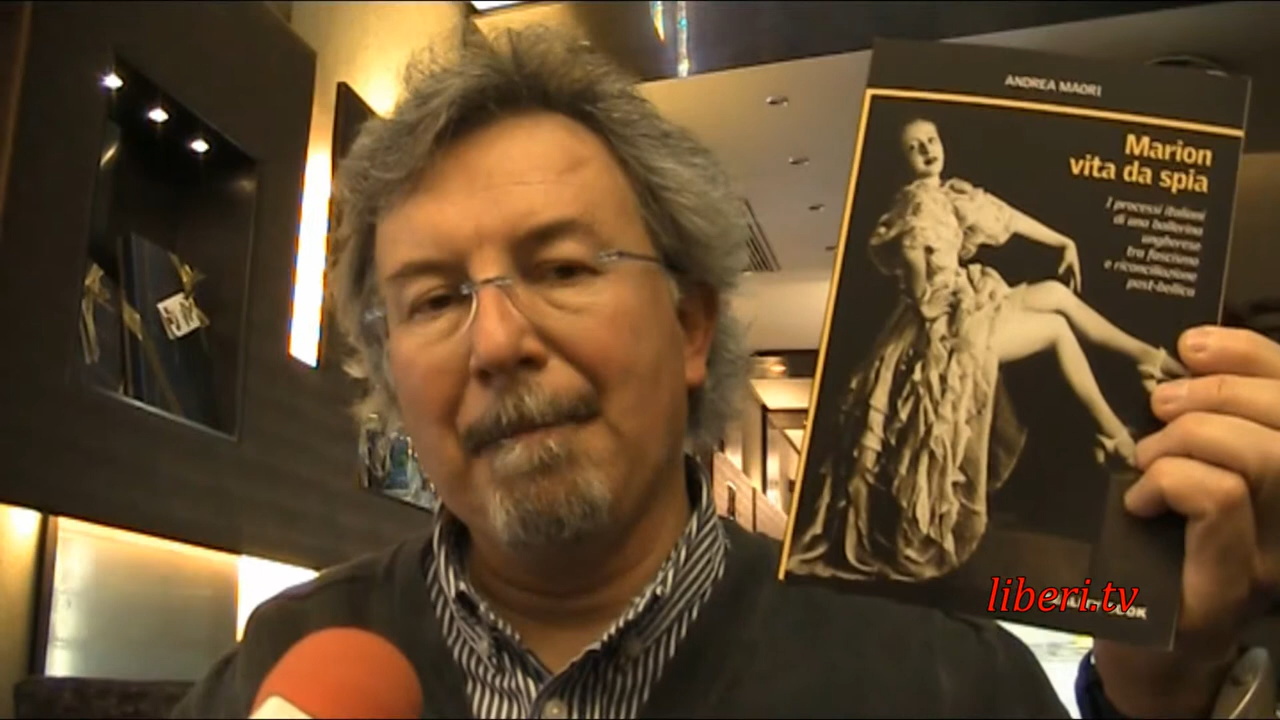 ANDREA MAORI
Marion
vita da spia
I processi italiani
di una ballerina
ungherese
tra fascismo
e riconciliazione
post-bellica
liberi.tv